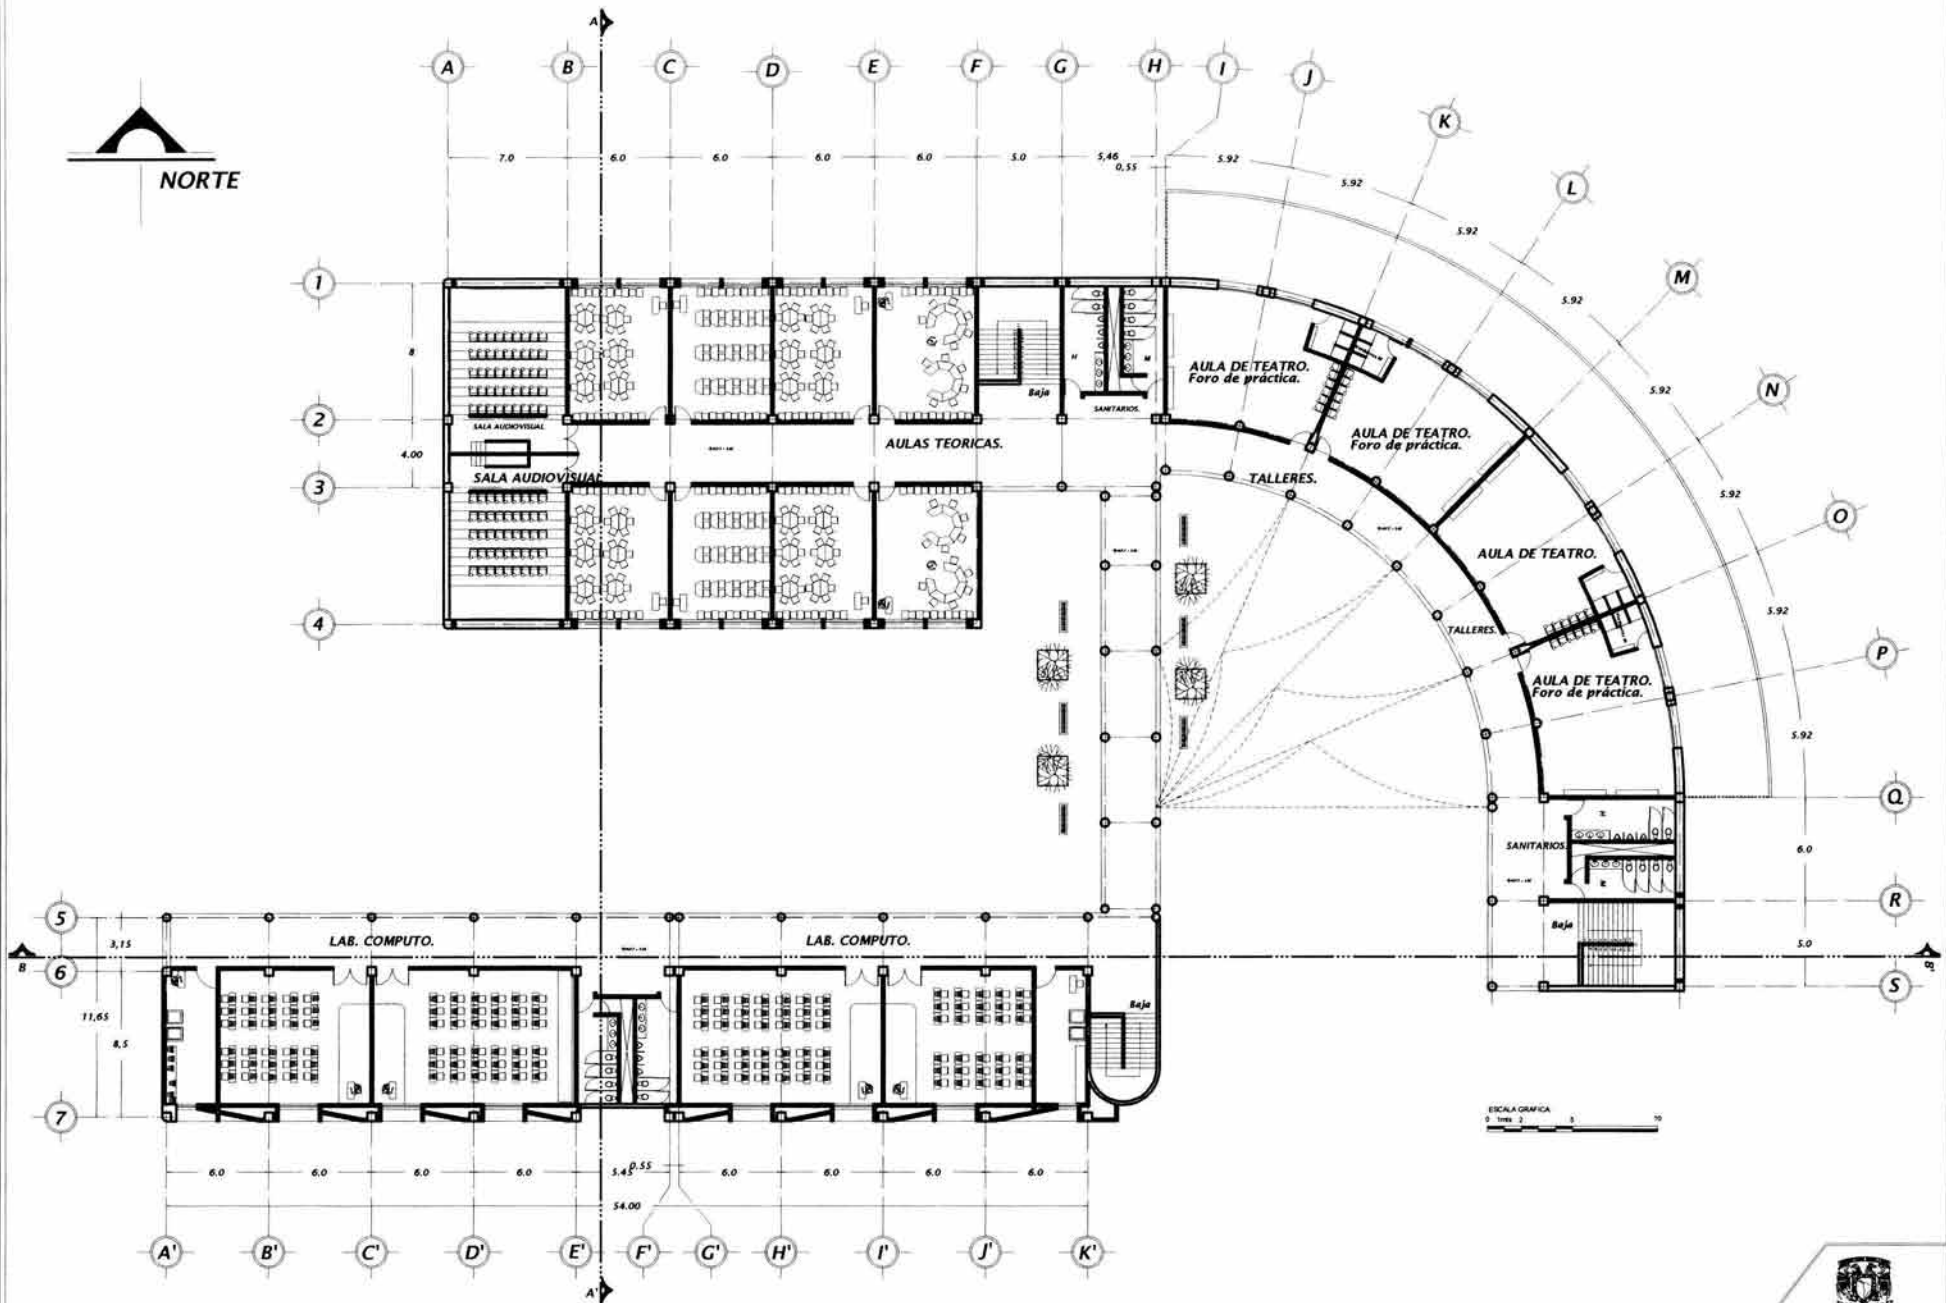 A
A
B
C
D
E
F
G
H
I
J
K
L
M
N
O
P
Q
R
S
NORTE
7.0
6.0
6.0
6.0
6.0
5.0
5,46
0,55
5.92
5.92
5.92
5.92
5.92
5.92
5.92
5.92
6.0
5.0
1
2
3
4
8
4.00
SALA AUDIOVISUAL
SALA AUDIOVISUAL
AULAS TEORICAS.
Baja
H
M
SANITARIOS.
AULA DE TEATRO.
Foro de práctica.
AULA DE TEATRO.
Foro de práctica.
TALLERES.
AULA DE TEATRO.
TALLERES.
AULA DE TEATRO.
Foro de práctica.
SANITARIOS.
Baja
5
6
7
B
B'
3,15
11,65
8,5
LAB. COMPUTO.
LAB. COMPUTO.
Baja
ESCALA GRAFICA
0 1mts 2 5 10
6.0
6.0
6.0
6.0
5.45
0.55
6.0
6.0
6.0
6.0
54.00
A'
B'
C'
D'
E'
F'
G'
H'
I'
J'
K'
A'